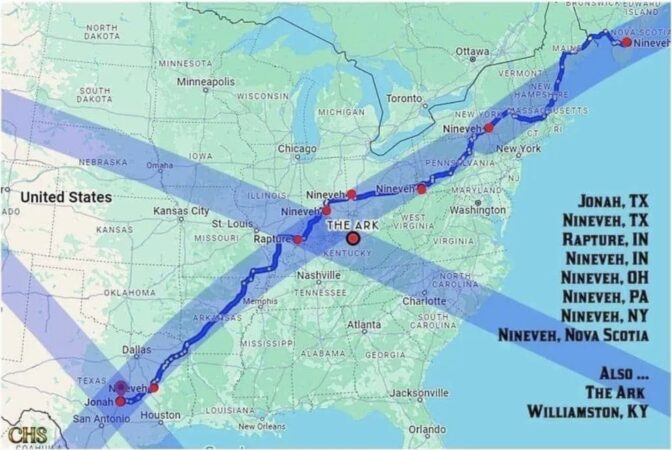 NORTH
DAKOTA
MINNESOTA
Minneapolis
SOUTH
DAKOTA
WISCONSIN
MICHIGAN
Ottawa
Toronto
VERMONT
NEW
HAMPSHIRE
MASSACHUSETTS
MAINE
NEW BRUNSWICK
EDWARD
NOVA SCOTIA
Nineveh
NEW YORK
Nineveh
New York
IOWA
Chicago
NEBRASKA
Omaha
United States
ILLINOIS
Nineveh
Nineveh
Nineveh
PENNSYLVANIA
MARYLAND
Washington
Kansas City
St. Louis
KANSAS
MISSOURI
Rapture
THE ARK
KENTUCKY
WEST
VIRGINIA
VIRGINIA
Nashville
TENNESSEE
NORTH
CAROLINA
Charlotte
SOUTH
CAROLINA
OKLAHOMA
ARKANSAS
Memphis
Atlanta
MISSISSIPPI
ALABAMA
GEORGIA
Dallas
TEXAS
Nineveh
Jonah
San Antonio
Houston
LOUISIANA
New Orleans
Jacksonville
Orlando
COAHUILA
JONAH, TX
NINEVEH, TX
RAPTURE, IN
NINEVEH, IN
NINEVEH, OH
NINEVEH, PA
NINEVEH, NY
NINEVEH, NOVA SCOTIA
ALSO ...
THE ARK
WILLIAMSTON, KY
CHS